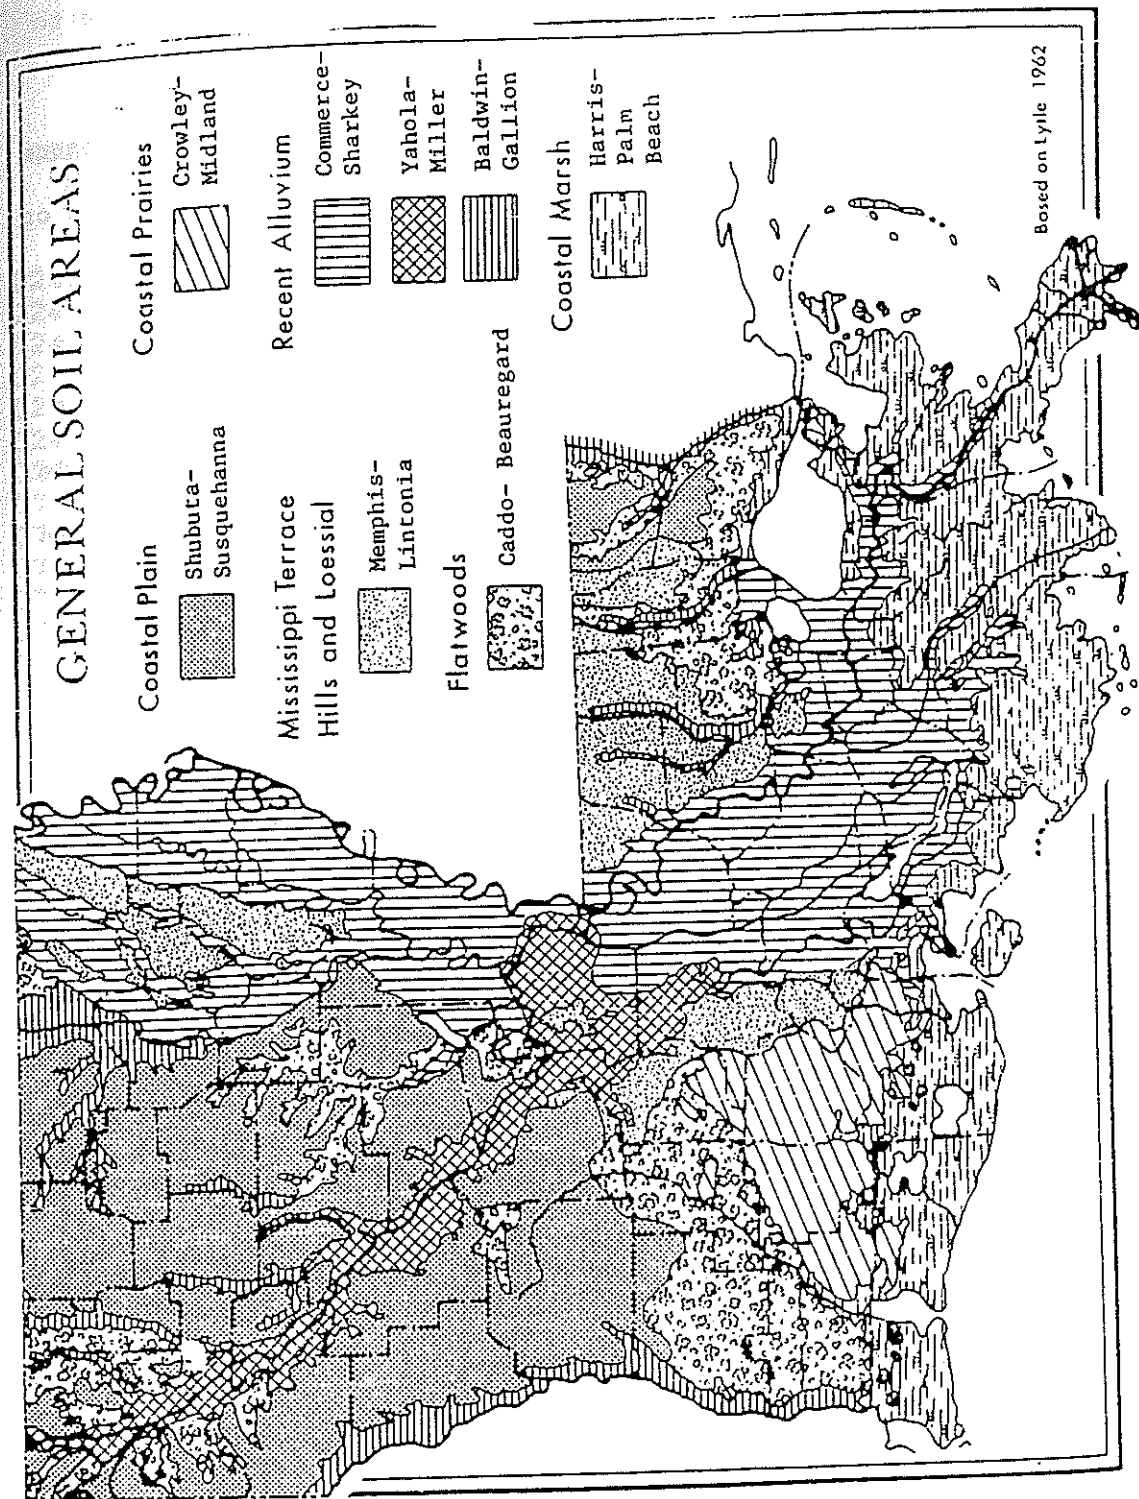 GENERAL SOIL AREAS
Coastal Plain
Shubuta-
Susquehanna
Mississippi Terrace
Hills and Loessial
Memphis-
Lintonia
Flatwoods
Caddo- Beauregard
Coastal Prairies
Crowley-
Midland
Recent Alluvium
Commerce-
Sharkey
Yahola-
Miller
Baldwin-
Gallion
Coastal Marsh
Harris-
Palm
Beach
Based on Lytle 1962